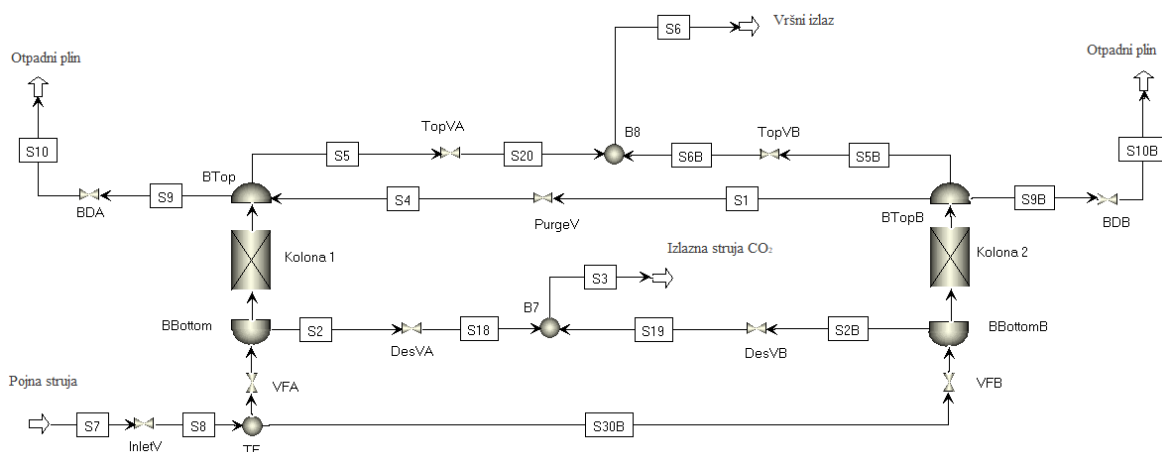 S6
Vršni izlaz
Otpadni plin
Otpadni plin
S10
TopVA
B8
TopVB
S10B
S5
S20
S6B
S5B
BTop
S9
S4
S1
S9B
BDA
PurgeV
BTopB
BDB
Kolona 1
Izlazna struja CO₂
Kolona 2
S3
B7
BBottom
S2
S18
S19
S2B
BBottomB
DesVA
DesVB
Pojna struja
VFA
VFB
S7
S8
S30B
InletV